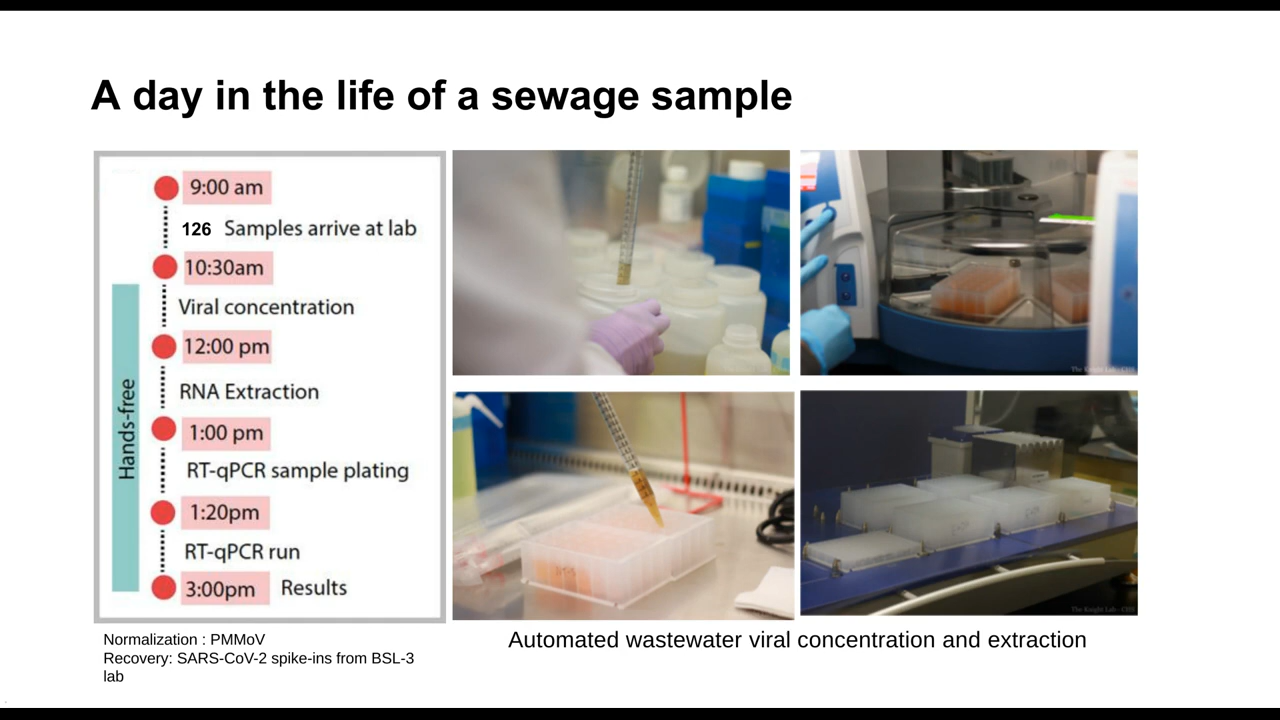 A day in the life of a sewage sample
9:00 am
126 Samples arrive at lab
10:30am
Viral concentration
12:00 pm
RNA Extraction
1:00 pm
RT-qPCR sample plating
1:20pm
RT-qPCR run
3:00pm Results
Hands-free
Normalization : PMMoV
Recovery: SARS-CoV-2 spike-ins from BSL-3
lab
Automated wastewater viral concentration and extraction